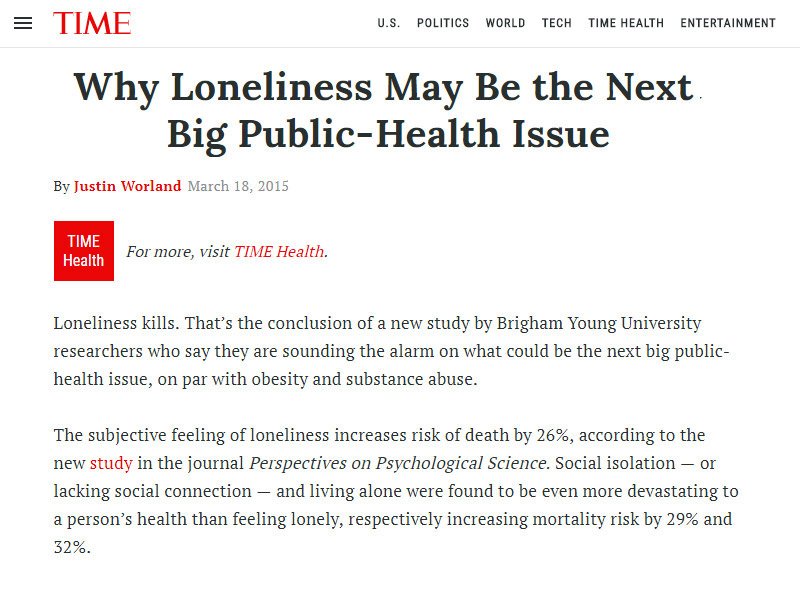 TIME
U.S. POLITICS WORLD TECH TIME HEALTH ENTERTAINMENT
Why Loneliness May Be the Next
Big Public-Health Issue
By Justin Worland March 18, 2015
TIME
Health
For more, visit TIME Health.
Loneliness kills. That’s the conclusion of a new study by Brigham Young University
researchers who say they are sounding the alarm on what could be the next big public-
health issue, on par with obesity and substance abuse.
The subjective feeling of loneliness increases risk of death by 26%, according to the
new study in the journal Perspectives on Psychological Science. Social isolation — or
lacking social connection — and living alone were found to be even more devastating to
a person’s health than feeling lonely, respectively increasing mortality risk by 29% and
32%.